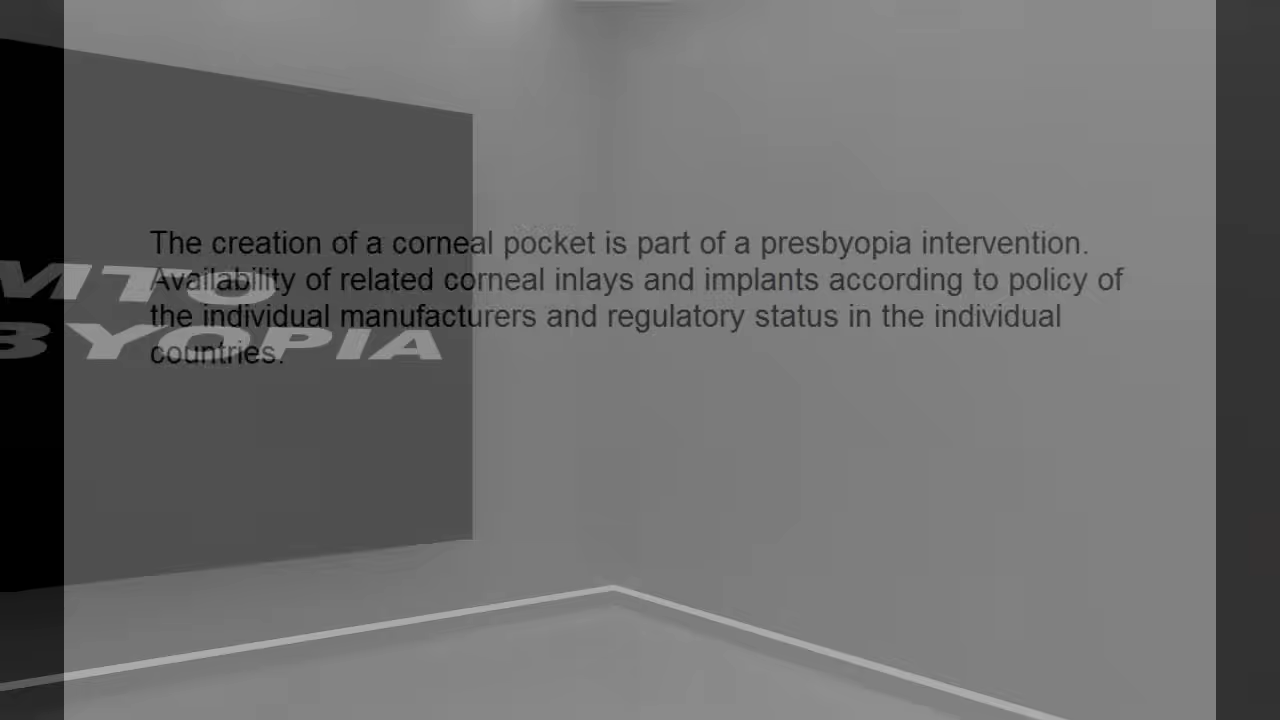 The creation of a corneal pocket is part of a presbyopia intervention.
Availability of related corneal inlays and implants according to policy of
the individual manufacturers and regulatory status in the individual
countries.